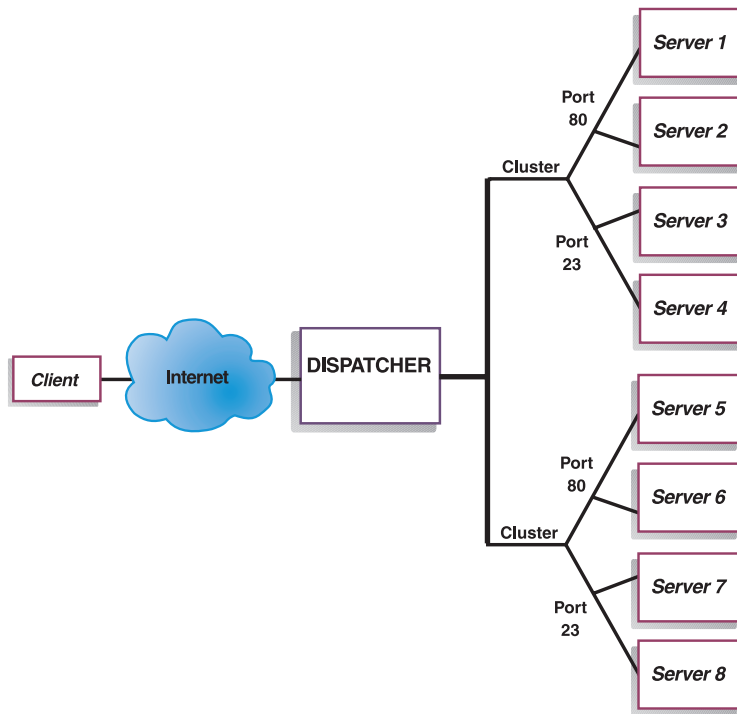 Server 1
Port
80
Server 2
Cluster
Server 3
Port
23
Server 4
Client
Internet
DISPATCHER
Server 5
Port
80
Server 6
Cluster
Server 7
Port
23
Server 8